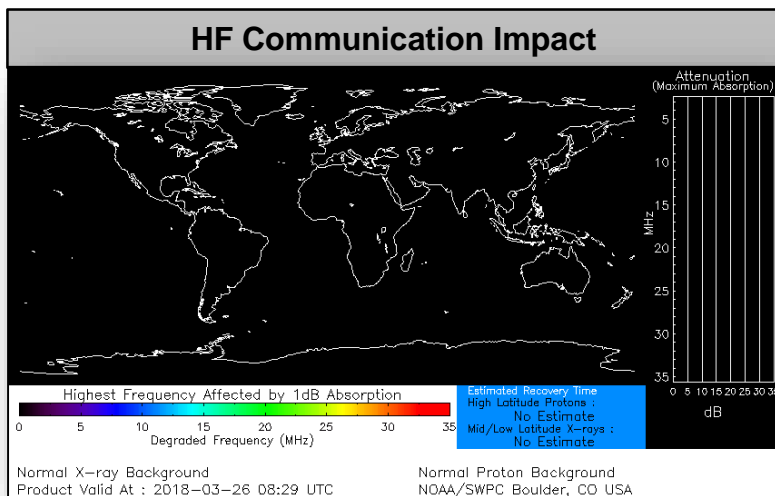 HF Communication Impact
Attenuation
(Maximum Absorption)
5
10
15
20
25
30
35
MHz
0 5 10 15 20 25 30 35
dB
Highest Frequency Affected by 1dB Absorption
0 5 10 15 20 25 30 35
Degraded Frequency (MHz)
Estimated Recovery Time
High Latitude Protons :
No Estimate
Mid/Low Latitude X-rays :
No Estimate
Normal X-ray Background
Product Valid At : 2018-03-26 08:29 UTC
Normal Proton Background
NOAA/SWPC Boulder, CO USA